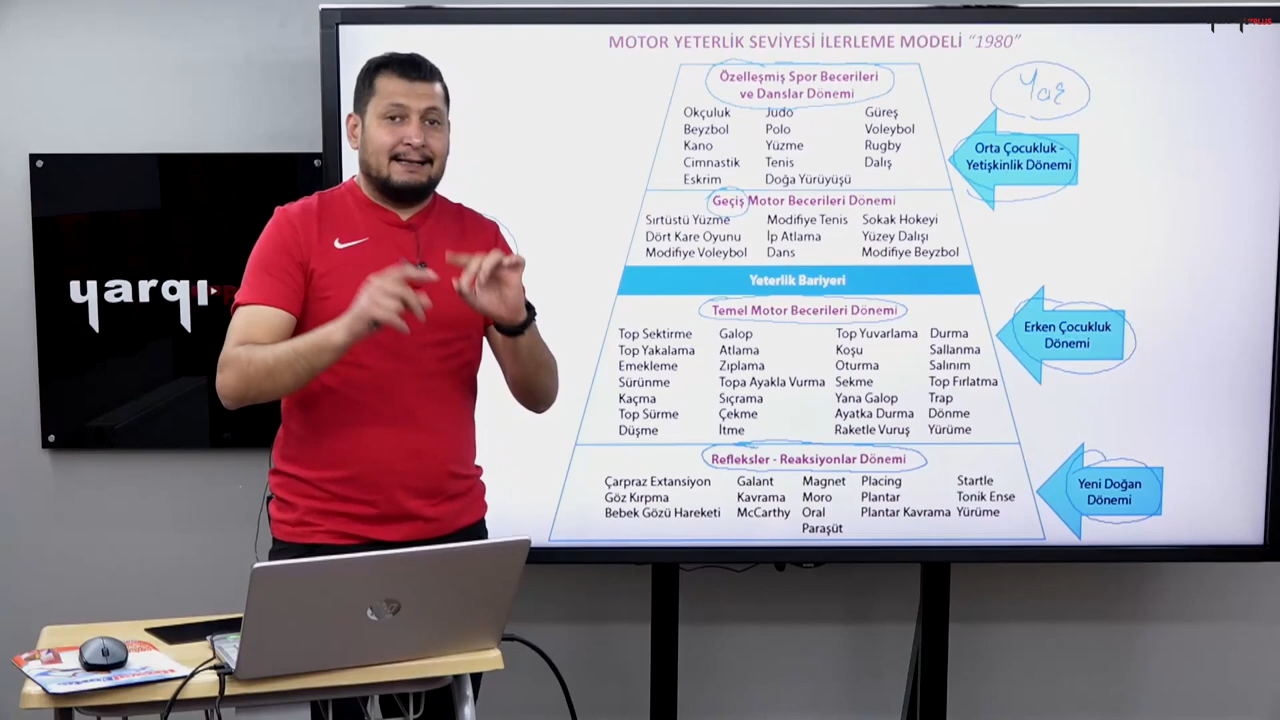 MOTOR YETERLİK SEVİYESİ İLERLEME MODELİ “1980”
Özelleşmiş Spor Becerileri
ve Danslar Dönemi
Okçuluk Judo Güreş
Beyzbol Polo Voleybol
Kano Yüzme Rugby
Cimnastik Tenis Dalış
Eskrim Doğa Yürüyüşü
Yaş
Orta Çocukluk -
Yetişkinlik Dönemi
Geçiş Motor Becerileri Dönemi
Sırtüstü Yüzme Modifiye Tenis Sokak Hokeyi
Dört Kare Oyunu İp Atlama Yüzey Dalışı
Modifiye Voleybol Dans Modifiye Beyzbol
Yeterlik Bariyeri
Temel Motor Becerileri Dönemi
Top Sektirme Galop Top Yuvarlama Durma
Top Yakalama Atlama Koşu Sallanma
Emekleme Zıplama Oturma Salınım
Sürünme Topa Ayakla Vurma Sekme Top Fırlatma
Kaçma Sıçrama Yana Galop Trap
Top Sürme Çekme Ayatka Durma Dönme
Düşme İtme Raketle Vuruş Yürüme
Erken Çocukluk
Dönemi
Refleksler - Reaksiyonlar Dönemi
Çarpraz Extansiyon Galant Magnet Placing Startle
Göz Kırpma Kavrama Moro Plantar Tonik Ense
Bebek Gözü Hareketi McCarthy Oral Plantar Kavrama Yürüme
Paraşüt
Yeni Doğan
Dönemi
yargı
hp